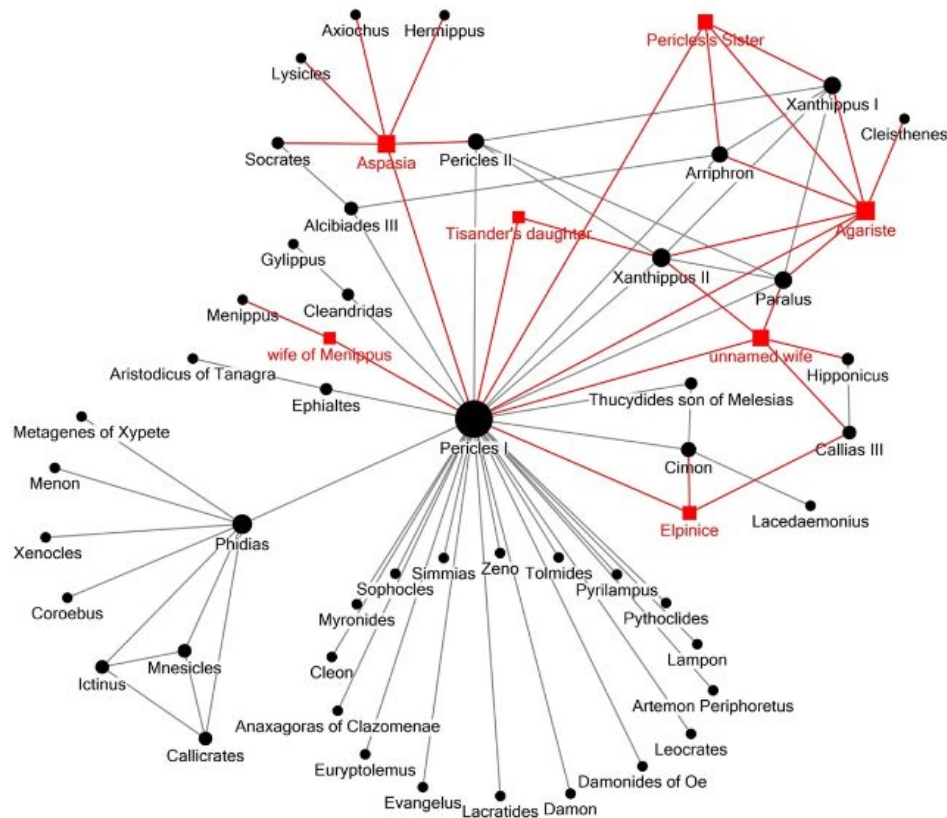 Axiochus
Hermippus
Pericles's Sister
Lysicles
Xanthippus I
Cleisthenes
Socrates
Aspasia
Pericles II
Arriphron
Alcibiades III
Tisander's daughter
Agariste
Gylippus
Xanthippus II
Cleandridas
Paralus
Menippus
wife of Menippus
unnamed wife
Aristodicus of Tanagra
Hipponicus
Ephialtes
Thucydides son of Melesias
Metagenes of Xypete
Pericles I
Callias III
Cimon
Menon
Lacedaemonius
Elpinice
Phidias
Xenocles
Simmias
Zeno
Tolmides
Sophocles
Pyrilampus
Coroebus
Myronides
Pythoclides
Lampon
Mnesicles
Cleon
Ictinus
Artemon Periphoretus
Anaxagoras of Clazomenae
Leocrates
Callicrates
Euryptolemus
Damonides of Oe
Evangelus
Lacratides
Damon